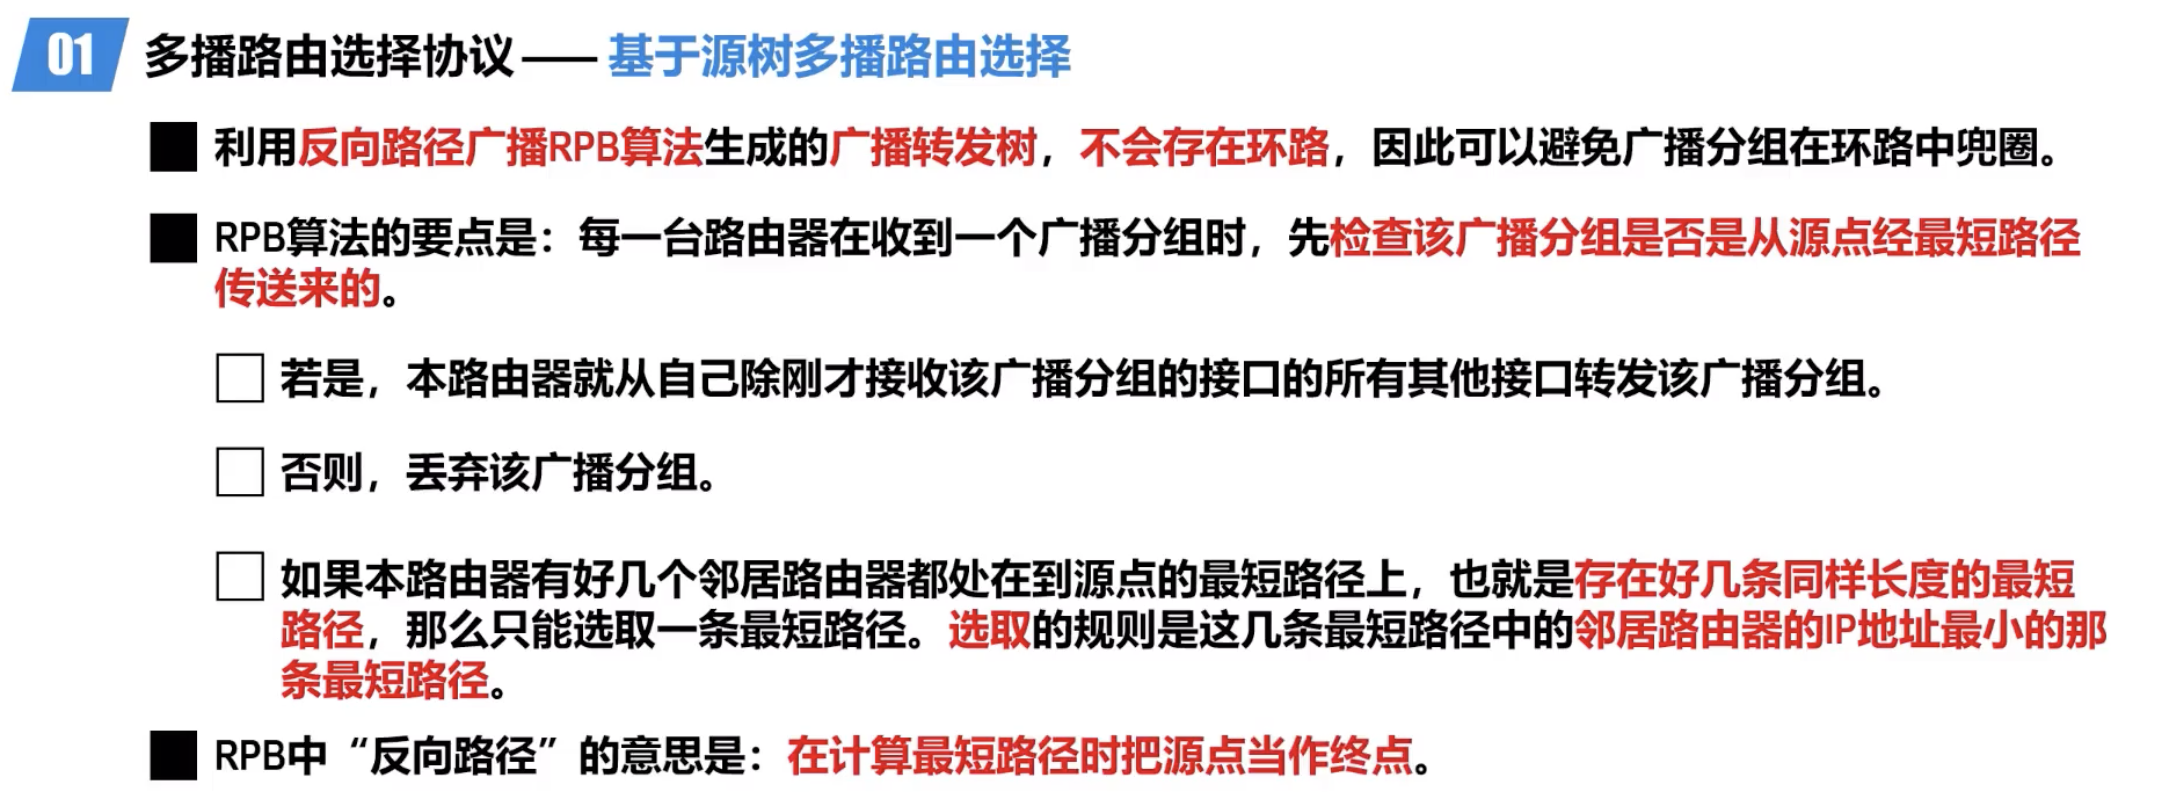 01 多播路由选择协议 —— 基于源树多播路由选择
利用反向路径广播RPB算法生成的广播转发树，不会存在环路，因此可以避免广播分组在环路中兜圈。
RPB算法的要点是：每一台路由器在收到一个广播分组时，先检查该广播分组是否是从源点经最短路径
传送来的。
若是，本路由器就从自己除刚才接收该广播分组的接口的所有其他接口转发该广播分组。
否则，丢弃该广播分组。
如果本路由器有好几个邻居路由器都处在到源点的最短路径上，也就是存在好几条同样长度的最短
路径，那么只能选取一条最短路径。选取的规则是这几条最短路径中的邻居路由器的IP地址最小的那
条最短路径。
RPB中“反向路径”的意思是：在计算最短路径时把源点当作终点。